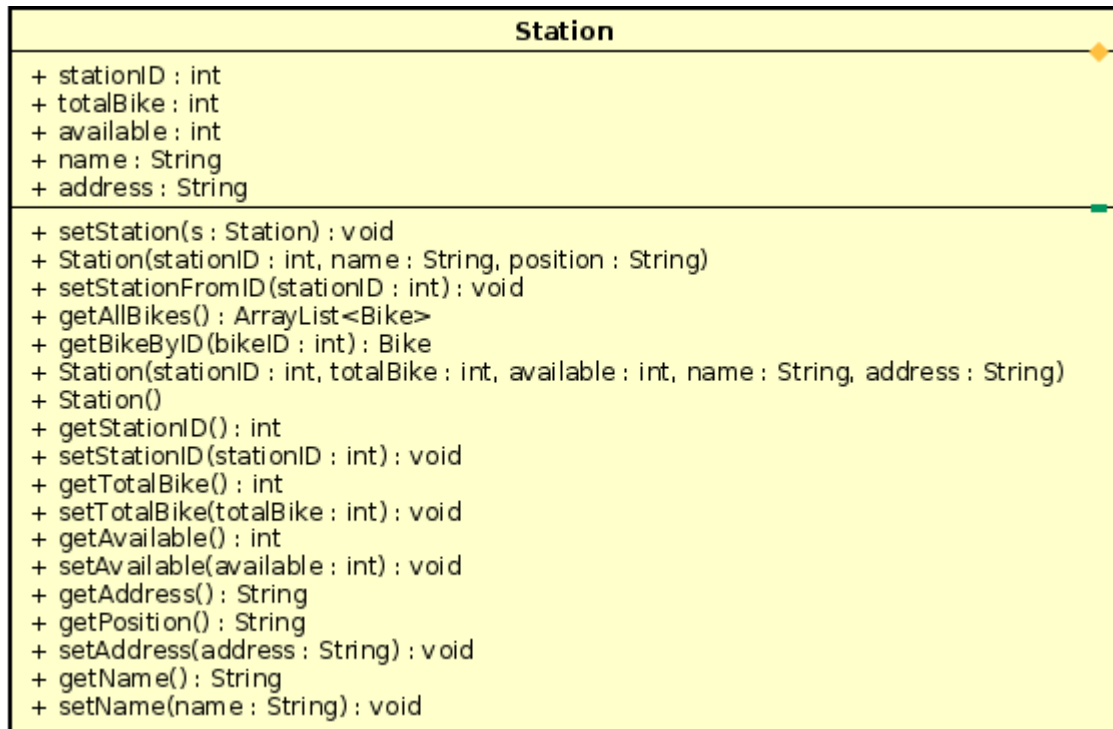 Station
+ stationID : int
+ totalBike : int
+ available : int
+ name : String
+ address : String
+ setStation(s : Station) : void
+ Station(stationID : int, name : String, position : String)
+ setStationFromID(stationID : int) : void
+ getAllBikes() : ArrayList<Bike>
+ getBikeByID(bikeID : int) : Bike
+ Station(stationID : int, totalBike : int, available : int, name : String, address : String)
+ Station()
+ getStationID() : int
+ setStationID(stationID : int) : void
+ getTotalBike() : int
+ setTotalBike(totalBike : int) : void
+ getAvailable() : int
+ setAvailable(available : int) : void
+ getAddress() : String
+ getPosition() : String
+ setAddress(address : String) : void
+ getName() : String
+ setName(name : String) : void